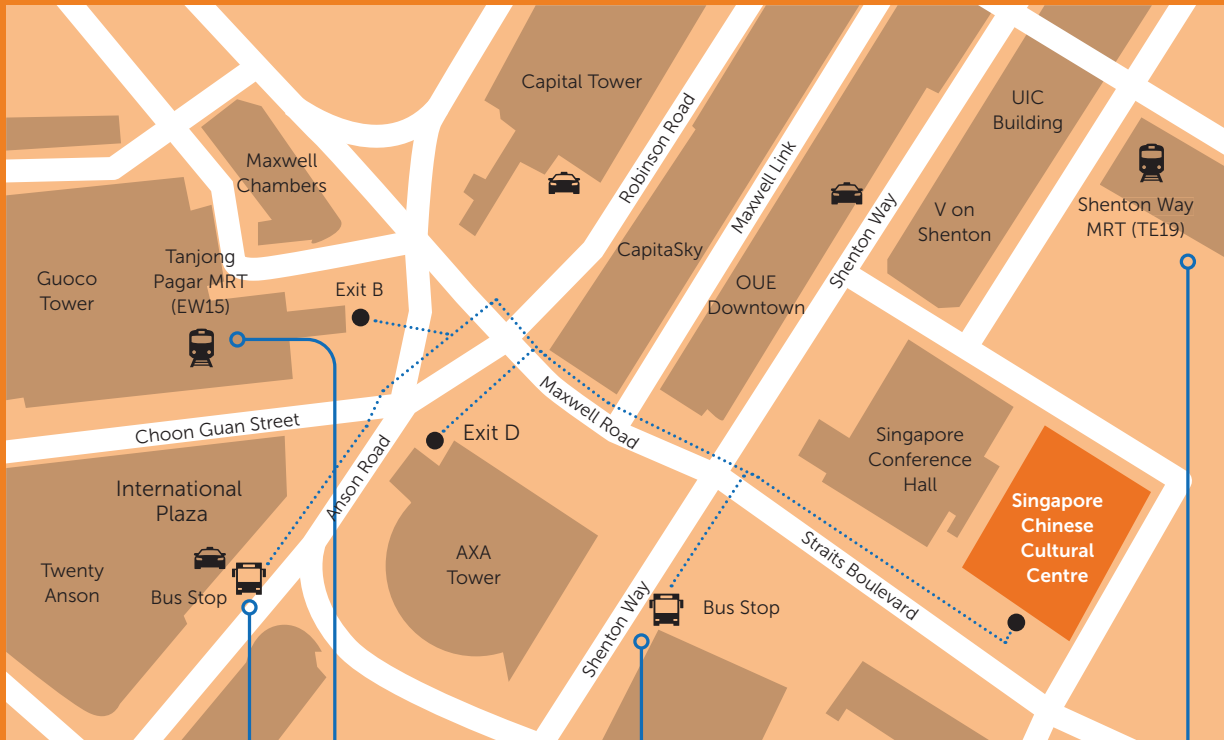 Capital Tower
Robinson Road
UIC
Building
Maxwell
Chambers
Maxwell Link
Shenton Way
V on
Shenton
Shenton Way
MRT (TE19)
Tanjong
Pagar MRT
(EW15)
Guoco
Tower
Exit B
CapitaSky
OUE
Downtown
Maxwell Road
Choon Guan Street
Exit D
Anson Road
Singapore
Conference
Hall
International
Plaza
Singapore
Chinese
Cultural
Centre
AXA
Tower
Straits Boulevard
Twenty
Anson
Bus Stop
Shenton Way
Bus Stop